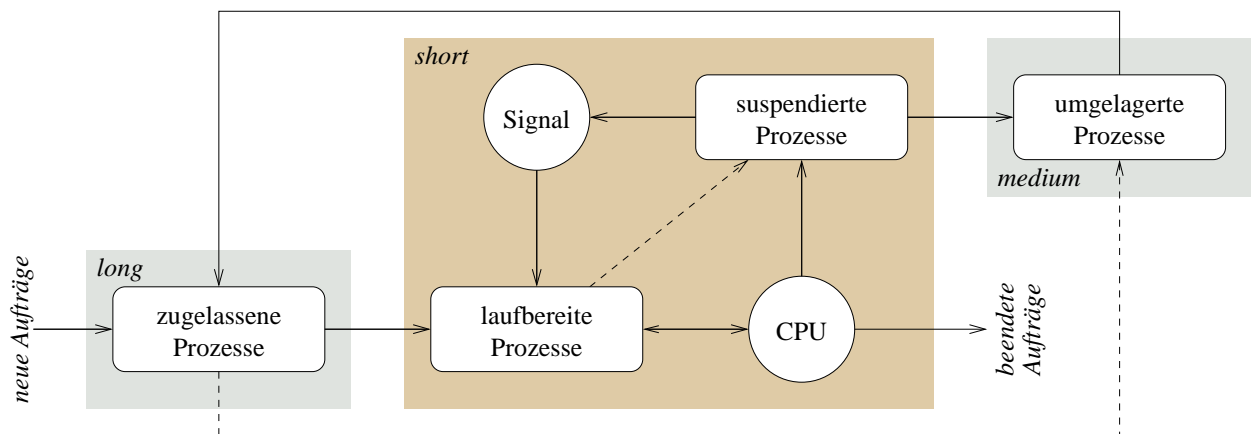 short
Signal
suspendierte
Prozesse
umgelagerte
Prozesse
medium
neue Aufträge
long
zugelassene
Prozesse
laufbereite
Prozesse
CPU
beendete
Aufträge